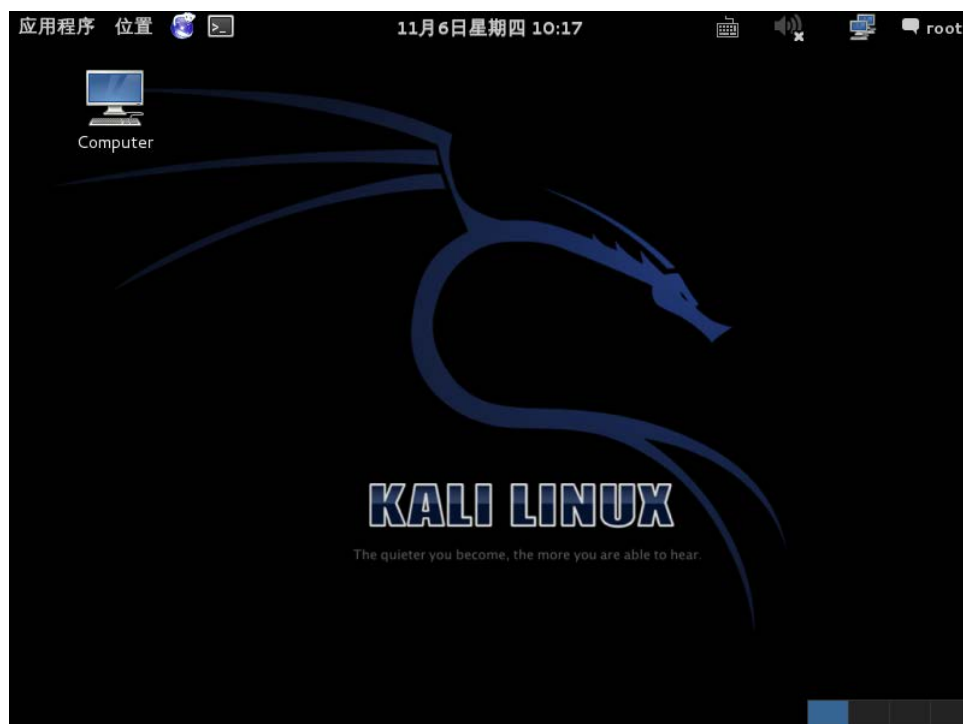 应用程序 位置 11月6日星期四 10:17 root
Computer
KALI LINUX
The quieter you become, the more you are able to hear.